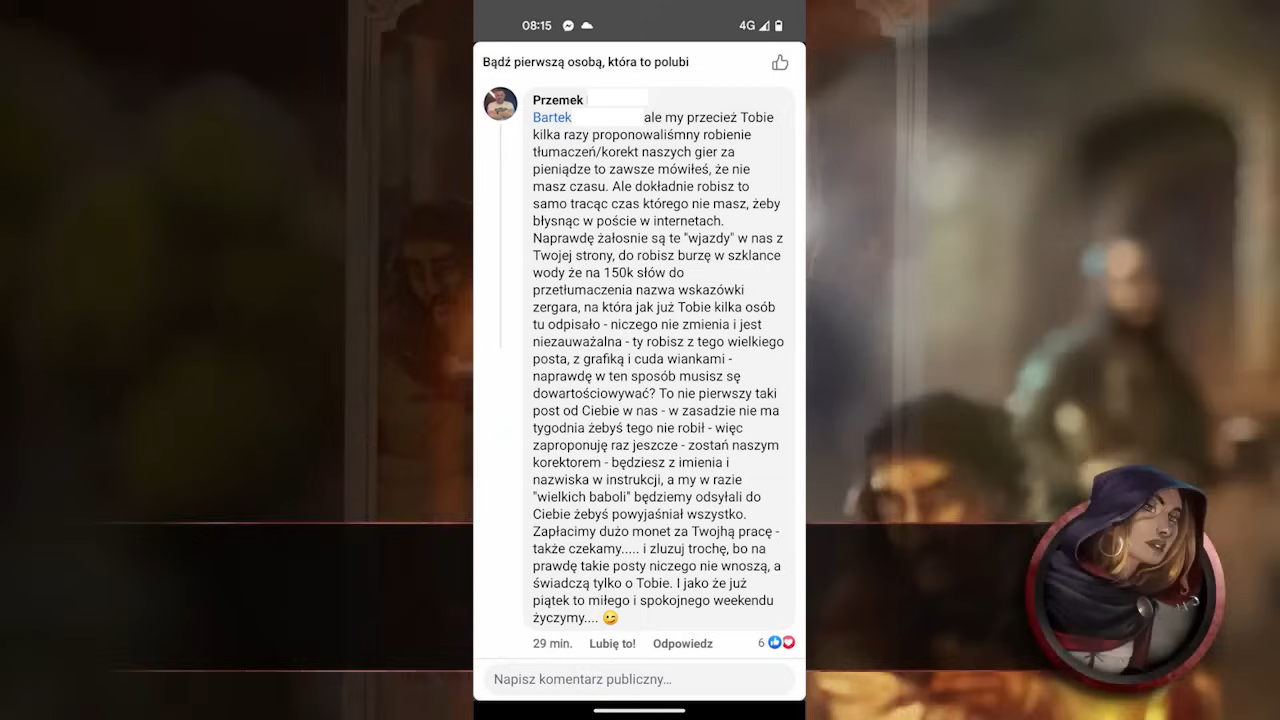 08:15
4G
Bądź pierwszą osobą, która to polubi
Przemek
Bartek ale my przecież Tobie
kilka razy proponowaliśmny robienie
tłumaczeń/korekt naszych gier za
pieniądze to zawsze mówiłeś, że nie
masz czasu. Ale dokładnie robisz to
samo tracąc czas którego nie masz, żeby
błysnąc w poście w internetach.
Naprawdę żałosnie są te "wjazdy" w nas z
Twojej strony, do robisz burzę w szklance
wody że na 150k słów do
przetłumaczenia nazwa wskazówki
zergara, na która jak już Tobie kilka osób
tu odpisało - niczego nie zmienia i jest
niezauważalna - ty robisz z tego wielkiego
posta, z grafiką i cuda wiankami -
naprawdę w ten sposób musisz sę
dowartościowywać? To nie pierwszy taki
post od Ciebie w nas - w zasadzie nie ma
tygodnia żebyś tego nie robił - więc
zaproponuję raz jeszcze - zostań naszym
korektorem - będziesz z imienia i
nazwiska w instrukcji, a my w razie
"wielkich baboli" będziemy odsyłali do
Ciebie żebyś powyjaśniał wszystko.
Zapłacimy dużo monet za Twojhą pracę -
także czekamy..... i zluzuj trochę, bo na
prawdę takie posty niczego nie wnoszą, a
świadczą tylko o Tobie. I jako że już
piątek to miłego i spokojnego weekendu
życzymy.... 😉
29 min. Lubię to! Odpowiedz 6
Napisz komentarz publiczny...